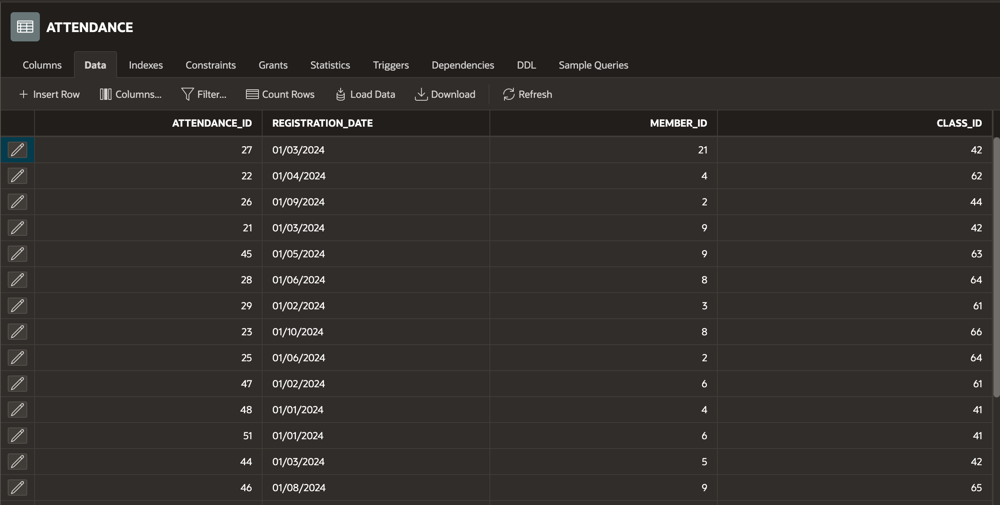 ATTENDANCE
Columns Data Indexes Constraints Grants Statistics Triggers Dependencies DDL Sample Queries
+ Insert Row Columns... Filter... Count Rows Load Data Download Refresh
ATTENDANCE_ID REGISTRATION_DATE MEMBER_ID CLASS_ID
27 01/03/2024 21 42
22 01/04/2024 4 62
26 01/09/2024 2 44
21 01/03/2024 9 42
45 01/05/2024 9 63
28 01/06/2024 8 64
29 01/02/2024 3 61
23 01/10/2024 8 66
25 01/06/2024 2 64
47 01/02/2024 6 61
48 01/01/2024 4 41
51 01/01/2024 6 41
44 01/03/2024 5 42
46 01/08/2024 9 65